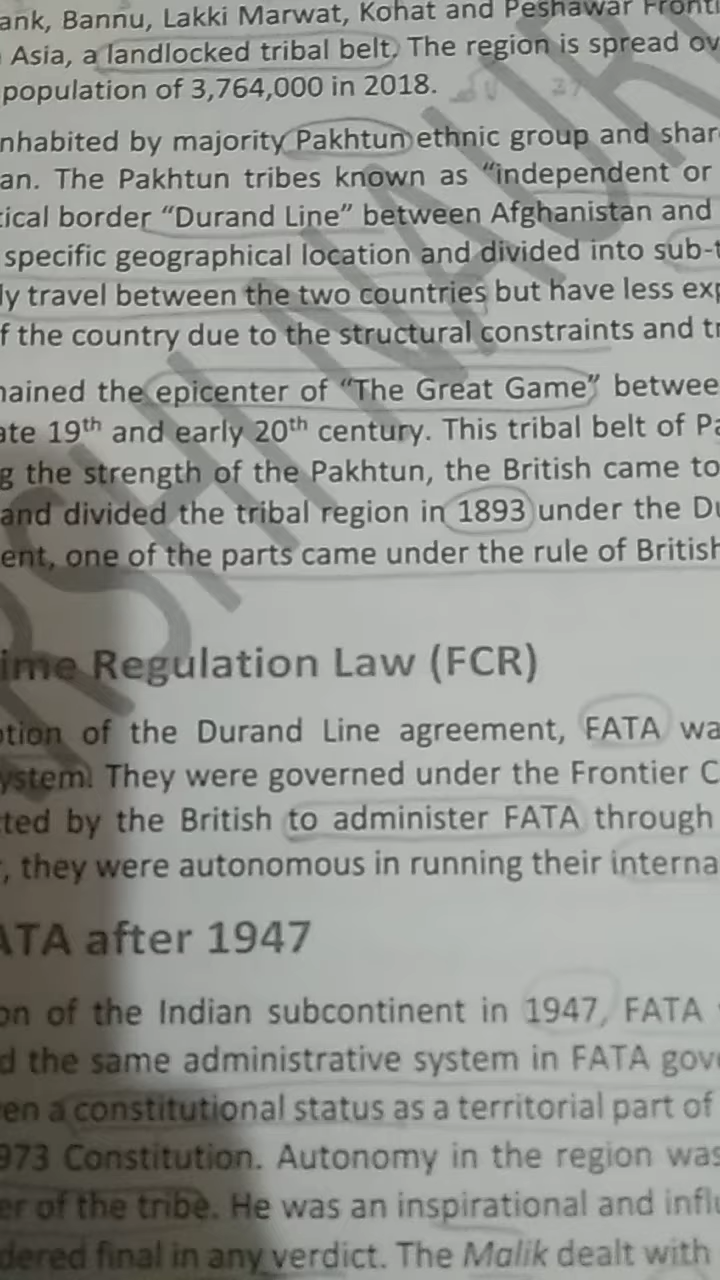 ank, Bannu, Lakki Marwat, Kohat and Peshawar Fronti
Asia, a landlocked tribal belt. The region is spread ov
population of 3,764,000 in 2018.
nhabited by majority Pakhtun ethnic group and shar
an. The Pakhtun tribes known as "independent or
tical border "Durand Line" between Afghanistan and
specific geographical location and divided into sub-t
ly travel between the two countries but have less exp
f the country due to the structural constraints and tr
nained the epicenter of "The Great Game" betwee
ate 19th and early 20th century. This tribal belt of Pa
g the strength of the Pakhtun, the British came to
and divided the tribal region in 1893 under the Du
ent, one of the parts came under the rule of British
ime Regulation Law (FCR)
otion of the Durand Line agreement, FATA wa
ystem. They were governed under the Frontier C
ted by the British to administer FATA through
, they were autonomous in running their interna
ATA after 1947
on of the Indian subcontinent in 1947, FATA
d the same administrative system in FATA gove
en a constitutional status as a territorial part of
973 Constitution. Autonomy in the region was
er of the tribe. He was an inspirational and influ
dered final in any verdict. The Malik dealt with